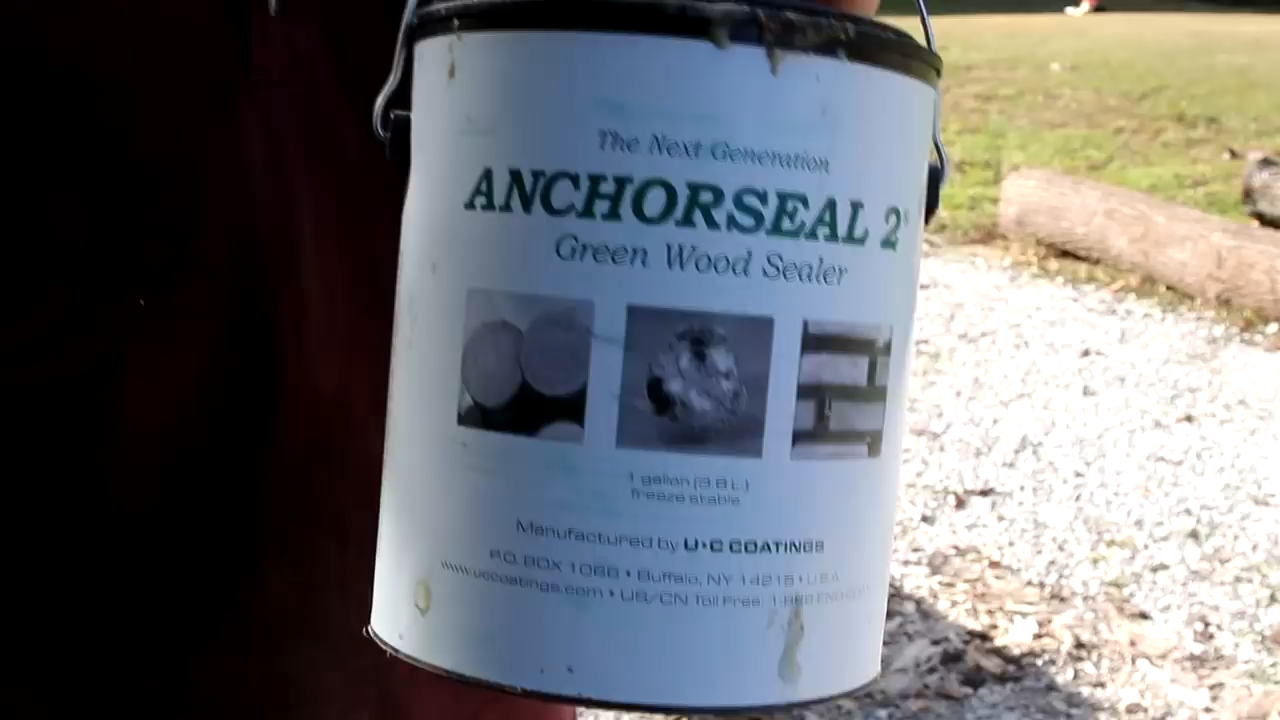 The Next Generation
ANCHORSEAL 2
Green Wood Sealer
1 gallon (3.8 L)
freeze stable
Manufactured by U•C COATINGS
P.O. BOX 1066 • Buffalo, NY 14215 • USA
www.uccoatings.com • US/CN Toll Free: